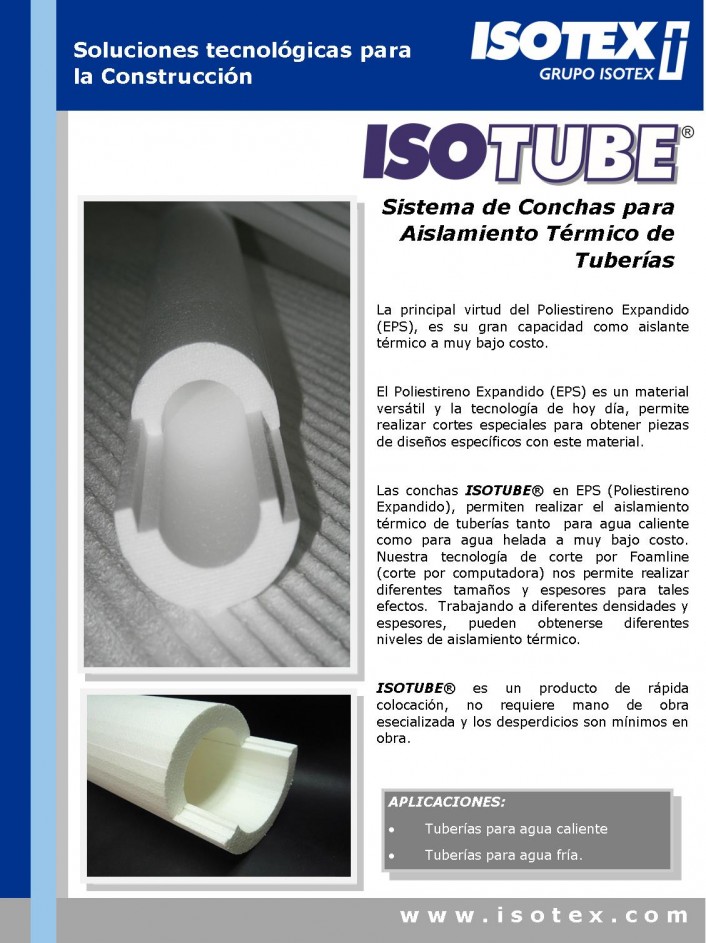 Soluciones tecnológicas para
la Construcción
ISOTEX
GRUPO ISOTEX
ISOTUBE®
Sistema de Conchas para
Aislamiento Térmico de
Tuberías
La principal virtud del Poliestireno Expandido
(EPS), es su gran capacidad como aislante
térmico a muy bajo costo.
El Poliestireno Expandido (EPS) es un material
versátil y la tecnología de hoy día, permite
realizar cortes especiales para obtener piezas
de diseños específicos con este material.
Las conchas ISOTUBE® en EPS (Poliestireno
Expandido), permiten realizar el aislamiento
térmico de tuberías tanto para agua caliente
como para agua helada a muy bajo costo.
Nuestra tecnología de corte por Foamline
(corte por computadora) nos permite realizar
diferentes tamaños y espesores para tales
efectos. Trabajando a diferentes densidades y
espesores, pueden obtenerse diferentes
niveles de aislamiento térmico.
ISOTUBE® es un producto de rápida
colocación, no requiere mano de obra
esecializada y los desperdicios son mínimos en
obra.
APLICACIONES:
• Tuberías para agua caliente
• Tuberías para agua fría.
www.isotex.com